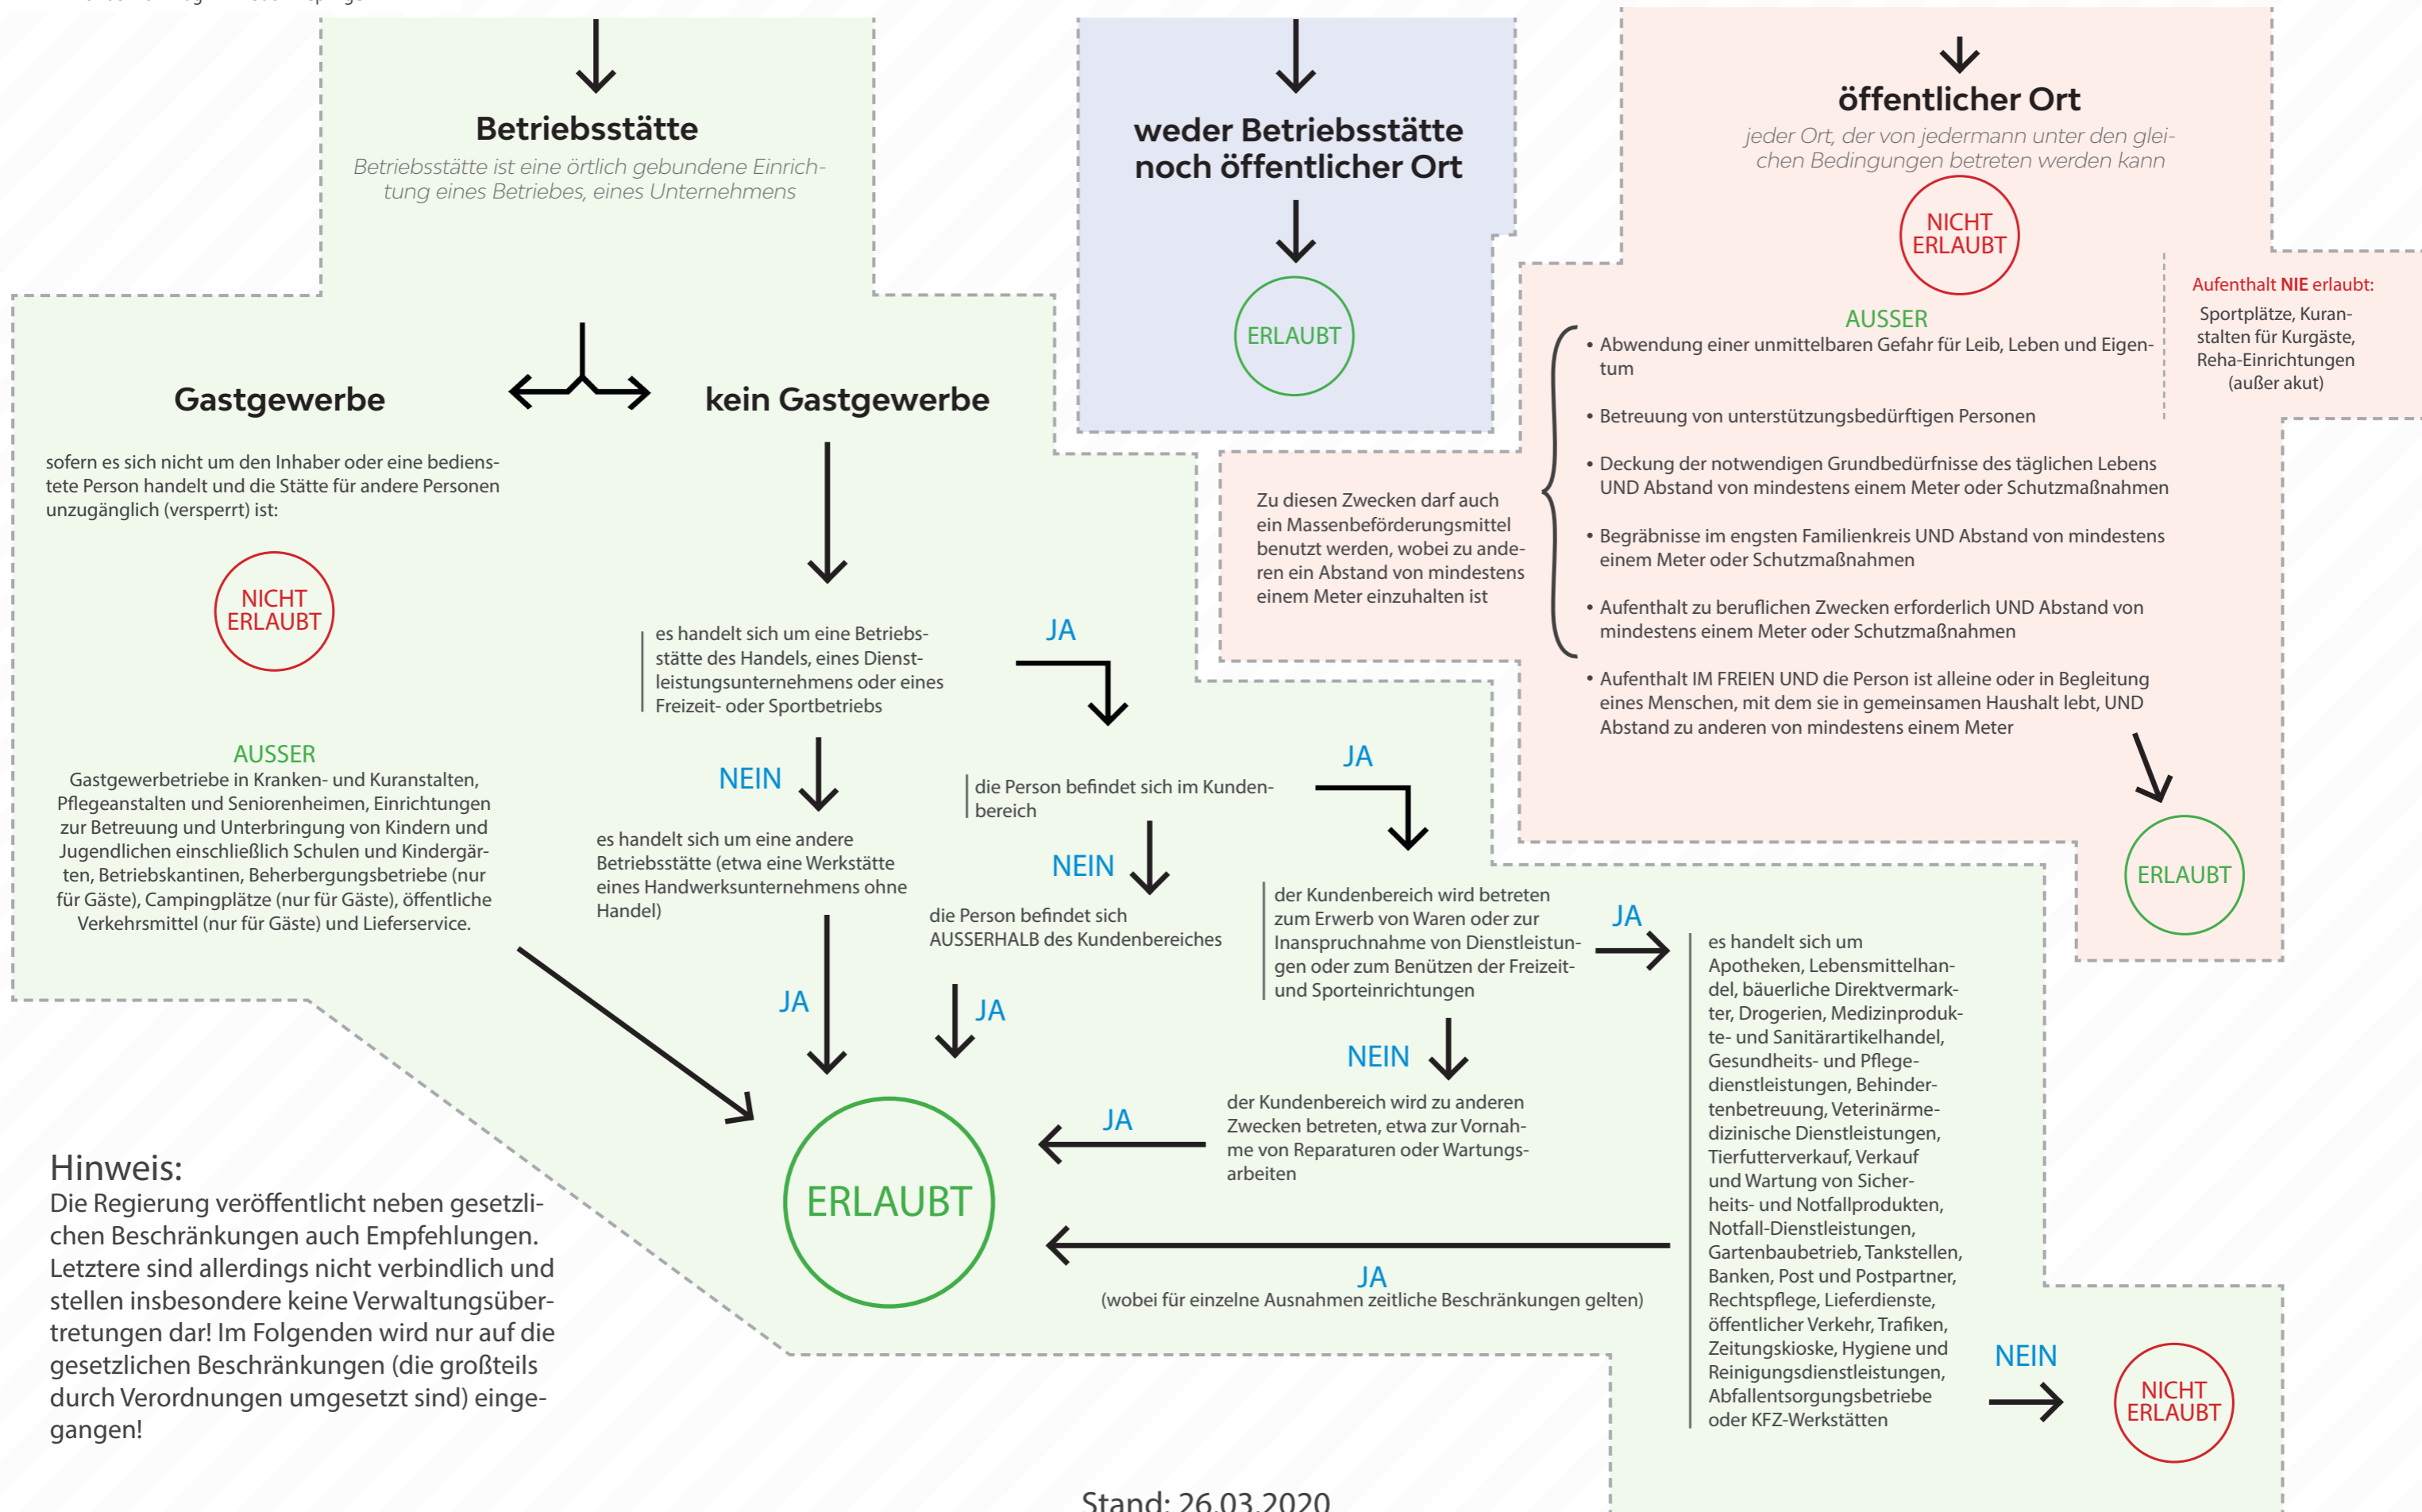 Betriebsstätte
Betriebsstätte ist eine örtlich gebundene Einrich-
tung eines Betriebes, eines Unternehmens
Gastgewerbe
sofern es sich nicht um den Inhaber oder eine bediens-
tete Person handelt und die Stätte für andere Personen
unzugänglich (versperrt) ist:
NICHT
ERLAUBT
AUSSER
Gastgewerbetriebe in Kranken- und Kuranstalten,
Pflegeanstalten und Seniorenheimen, Einrichtungen
zur Betreuung und Unterbringung von Kindern und
Jugendlichen einschließlich Schulen und Kindergär-
ten, Betriebskantinen, Beherbergungsbetriebe (nur
für Gäste), Campingplätze (nur für Gäste), öffentliche
Verkehrsmittel (nur für Gäste) und Lieferservice.
kein Gastgewerbe
es handelt sich um eine Betriebs-
stätte des Handels, eines Dienst-
leistungsunternehmens oder eines
Freizeit- oder Sportbetriebs
JA
NEIN
es handelt sich um eine andere
Betriebsstätte (etwa eine Werkstätte
eines Handwerksunternehmens ohne
Handel)
JA
die Person befindet sich im Kunden-
bereich
JA
NEIN
die Person befindet sich
AUSSERHALB des Kundenbereiches
JA
der Kundenbereich wird betreten
zum Erwerb von Waren oder zur
Inanspruchnahme von Dienstleistun-
gen oder zum Benützen der Freizeit-
und Sporteinrichtungen
JA
NEIN
der Kundenbereich wird zu anderen
Zwecken betreten, etwa zur Vornah-
me von Reparaturen oder Wartungs-
arbeiten
JA
es handelt sich um
Apotheken, Lebensmittelhan-
del, bäuerliche Direktvermark-
ter, Drogerien, Medizinproduk-
te- und Sanitärartikelhandel,
Gesundheits- und Pflege-
dienstleistungen, Behinder-
tenbetreuung, Veterinärme-
dizinische Dienstleistungen,
Tierfutterverkauf, Verkauf
und Wartung von Sicher-
heits- und Notfallprodukten,
Notfall-Dienstleistungen,
Gartenbaubetrieb, Tankstellen,
Banken, Post und Postpartner,
Rechtspflege, Lieferdienste,
öffentlicher Verkehr, Trafiken,
Zeitungskioske, Hygiene und
Reinigungsdienstleistungen,
Abfallentsorgungsbetriebe
oder KFZ-Werkstätten
JA
(wobei für einzelne Ausnahmen zeitliche Beschränkungen gelten)
ERLAUBT
NEIN
NICHT
ERLAUBT
weder Betriebsstätte
noch öffentlicher Ort
ERLAUBT
öffentlicher Ort
jeder Ort, der von jedermann unter den glei-
chen Bedingungen betreten werden kann
NICHT
ERLAUBT
Aufenthalt NIE erlaubt:
Sportplätze, Kuran-
stalten für Kurgäste,
Reha-Einrichtungen
(außer akut)
AUSSER
• Abwendung einer unmittelbaren Gefahr für Leib, Leben und Eigen-
tum
• Betreuung von unterstützungsbedürftigen Personen
• Deckung der notwendigen Grundbedürfnisse des täglichen Lebens
UND Abstand von mindestens einem Meter oder Schutzmaßnahmen
• Begräbnisse im engsten Familienkreis UND Abstand von mindestens
einem Meter oder Schutzmaßnahmen
• Aufenthalt zu beruflichen Zwecken erforderlich UND Abstand von
mindestens einem Meter oder Schutzmaßnahmen
• Aufenthalt IM FREIEN UND die Person ist alleine oder in Begleitung
eines Menschen, mit dem sie in gemeinsamen Haushalt lebt, UND
Abstand zu anderen von mindestens einem Meter
Zu diesen Zwecken darf auch
ein Massenbeförderungsmittel
benutzt werden, wobei zu ande-
ren ein Abstand von mindestens
einem Meter einzuhalten ist
ERLAUBT
Hinweis:
Die Regierung veröffentlicht neben gesetzli-
chen Beschränkungen auch Empfehlungen.
Letztere sind allerdings nicht verbindlich und
stellen insbesondere keine Verwaltungsüber-
tretungen dar! Im Folgenden wird nur auf die
gesetzlichen Beschränkungen (die großteils
durch Verordnungen umgesetzt sind) einge-
gangen!
Stand: 26.03.2020